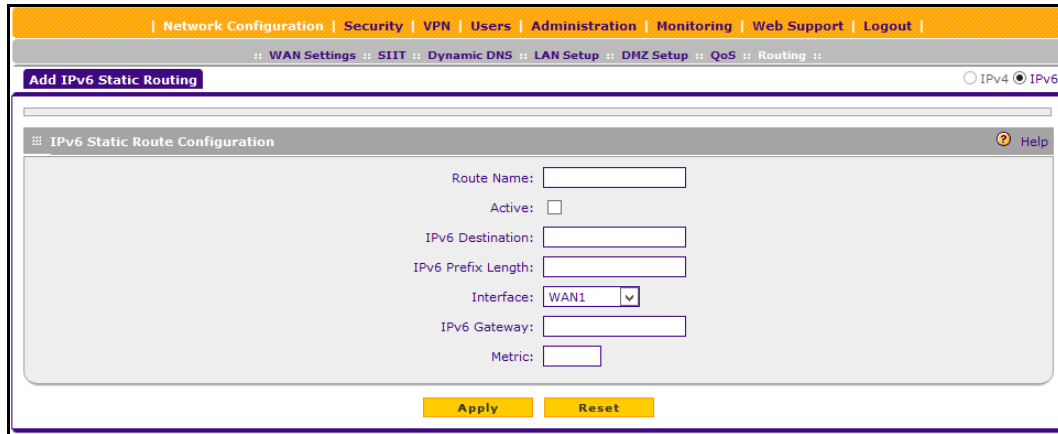 | Network Configuration | Security | VPN | Users | Administration | Monitoring | Web Support | Logout |
:: WAN Settings :: SIIT :: Dynamic DNS :: LAN Setup :: DMZ Setup :: QoS :: Routing ::
Add IPv6 Static Routing IPv4 IPv6
IPv6 Static Route Configuration ? Help
Route Name:
Active:
IPv6 Destination:
IPv6 Prefix Length:
Interface: WAN1
IPv6 Gateway:
Metric:
Apply Reset